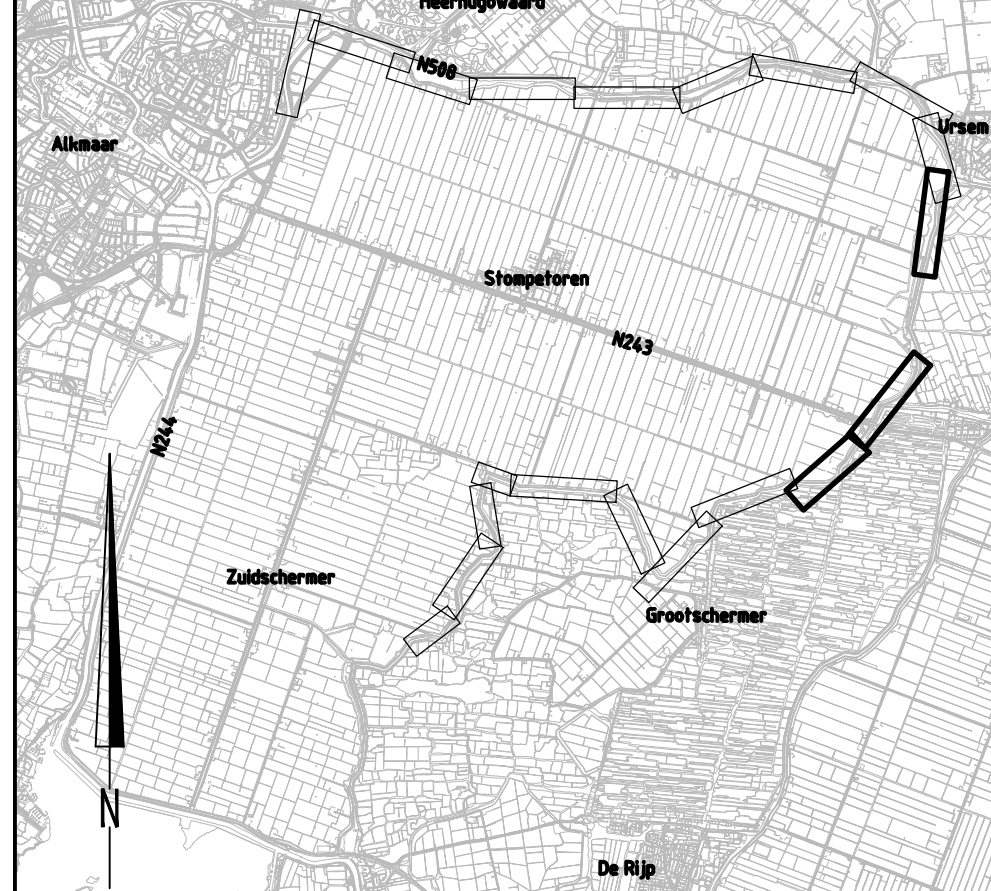 Heerhugowaard
N508
Ursem
Alkmaar
Stompetoren
N243
N244
Zuidschermer
Grootschermer
N
De Rijp